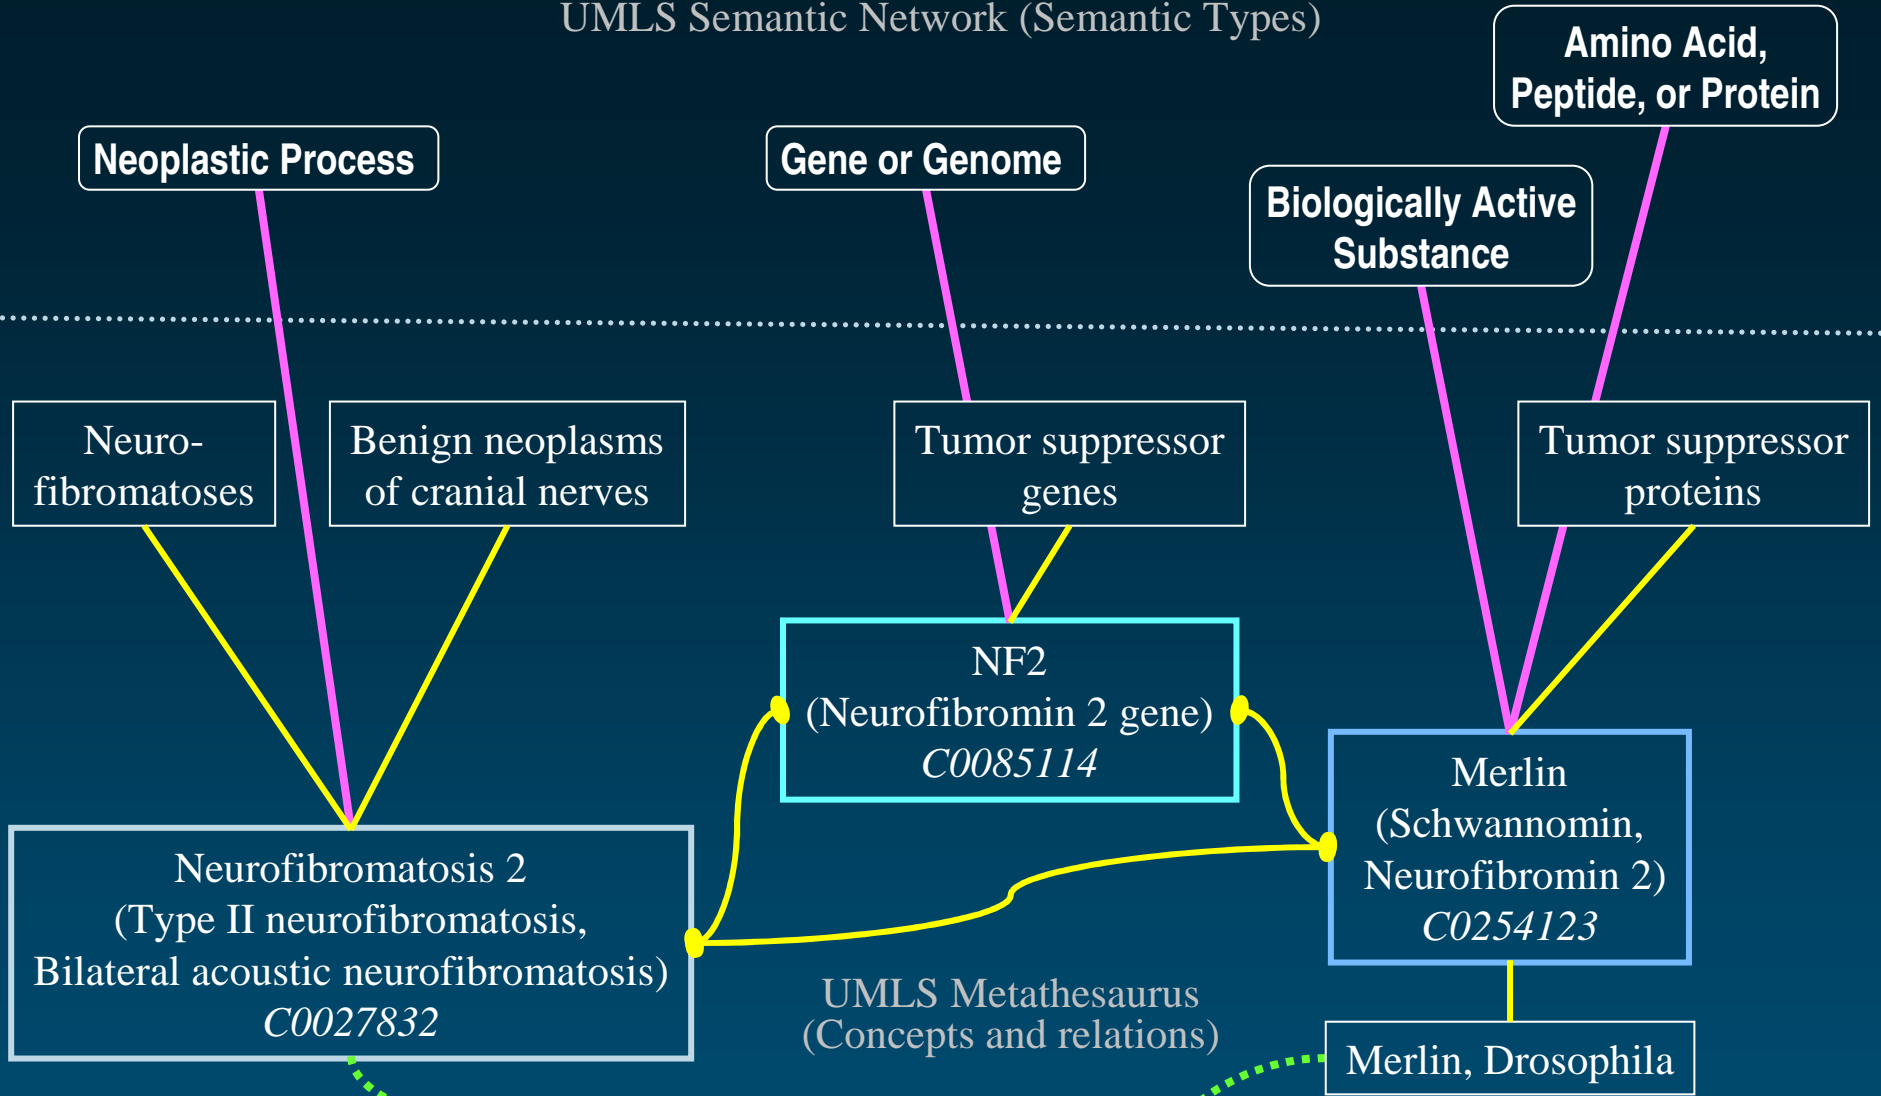 UMLS Semantic Network (Semantic Types)
Amino Acid,
Peptide, or Protein
Neoplastic Process
Gene or Genome
Biologically Active
Substance
Neuro-
fibromatoses
Benign neoplasms
of cranial nerves
Tumor suppressor
genes
Tumor suppressor
proteins
NF2
(Neurofibromin 2 gene)
C0085114
Merlin
(Schwannomin,
Neurofibromin 2)
C0254123
Neurofibromatosis 2
(Type II neurofibromatosis,
Bilateral acoustic neurofibromatosis)
C0027832
UMLS Metathesaurus
(Concepts and relations)
Merlin, Drosophila